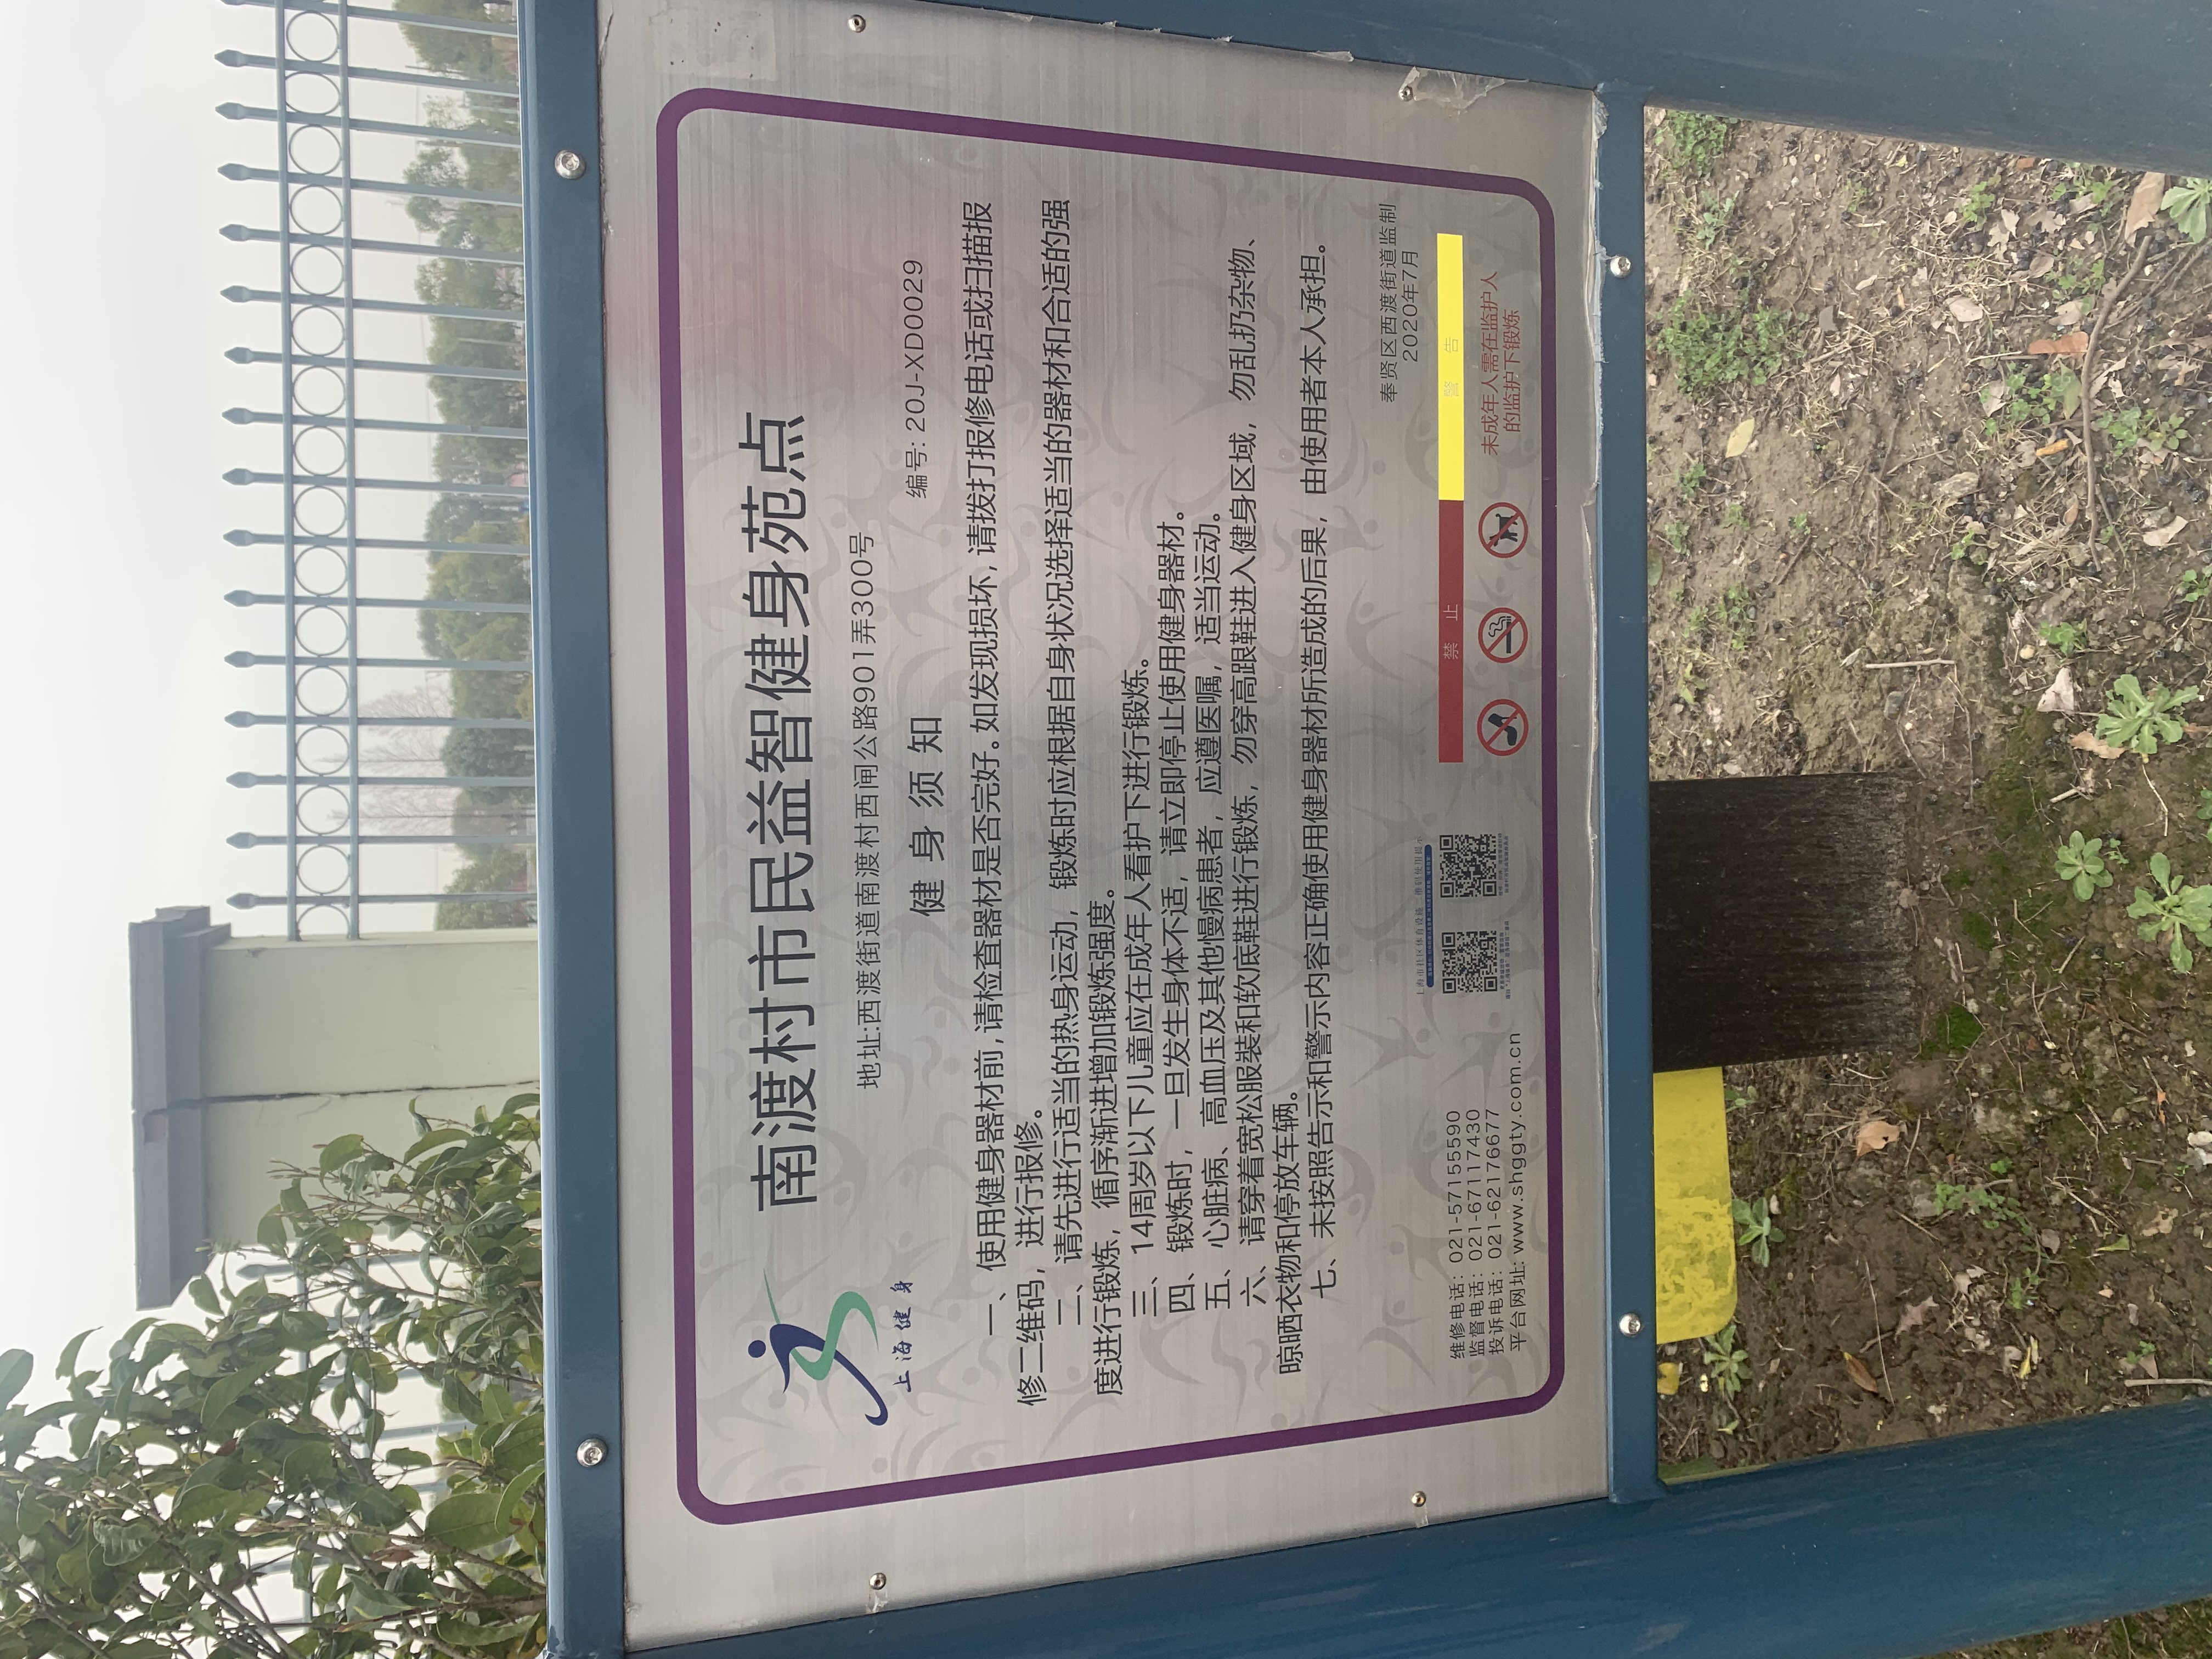 南渡村市民益智健身苑点
上海健身
地址:西渡街道南渡村西闸公路901弄300号
编号: 20J-XD0029
健身须知
一、使用健身器材前,请检查器材是否完好。如发现损坏,请拨打报修电话或扫描报
修二维码,进行报修。
二、请先进行适当的热身运动,锻炼时应根据自身状况选择适当的器材和合适的强
度进行锻炼,循序渐进增加锻炼强度。
三、14周岁以下儿童应在成年人看护下进行锻炼。
四、锻炼时,一旦发生身体不适,请立即停止使用健身器材。
五、心脏病、高血压及其他慢病患者,应遵医嘱,适当运动。
六、请穿着宽松服装和软底鞋进行锻炼,勿穿高跟鞋进入健身区域,勿乱扔杂物、
晾晒衣物和停放车辆。
七、未按照告示和警示内容正确使用健身器材所造成的后果,由使用者本人承担。
奉贤区西渡街道监制
2020年7月
维修电话: 021-57155590
监督电话: 021-67117430
投诉电话: 021-62176677
平台网址: www.shggty.com.cn
上海市社区体育设施二维码使用提示
禁止
警告
未成年人需在监护人
的监护下锻炼